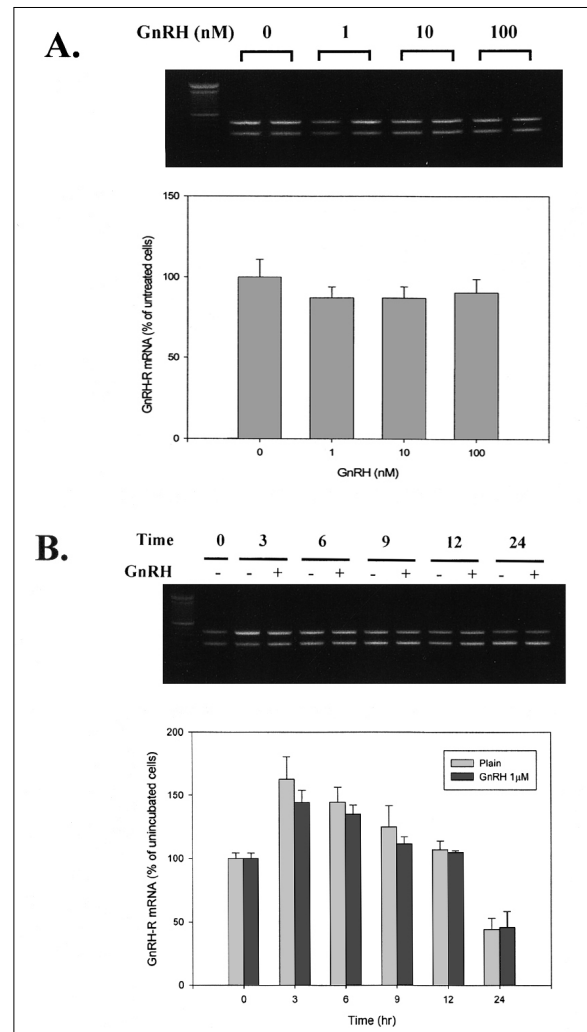 A.
GnRH (nM) 0 1 10 100
150
100
50
0
GnRH-R mRNA (% of untreated cells)
0 1 10 100
GnRH (nM)
B.
Time 0 3 6 9 12 24
GnRH - - + - + - + - + - +
200
150
100
50
0
GnRH-R mRNA (% of unincubated cells)
Plain
GnRH 1µM
0 3 6 9 12 24
Time (hr)